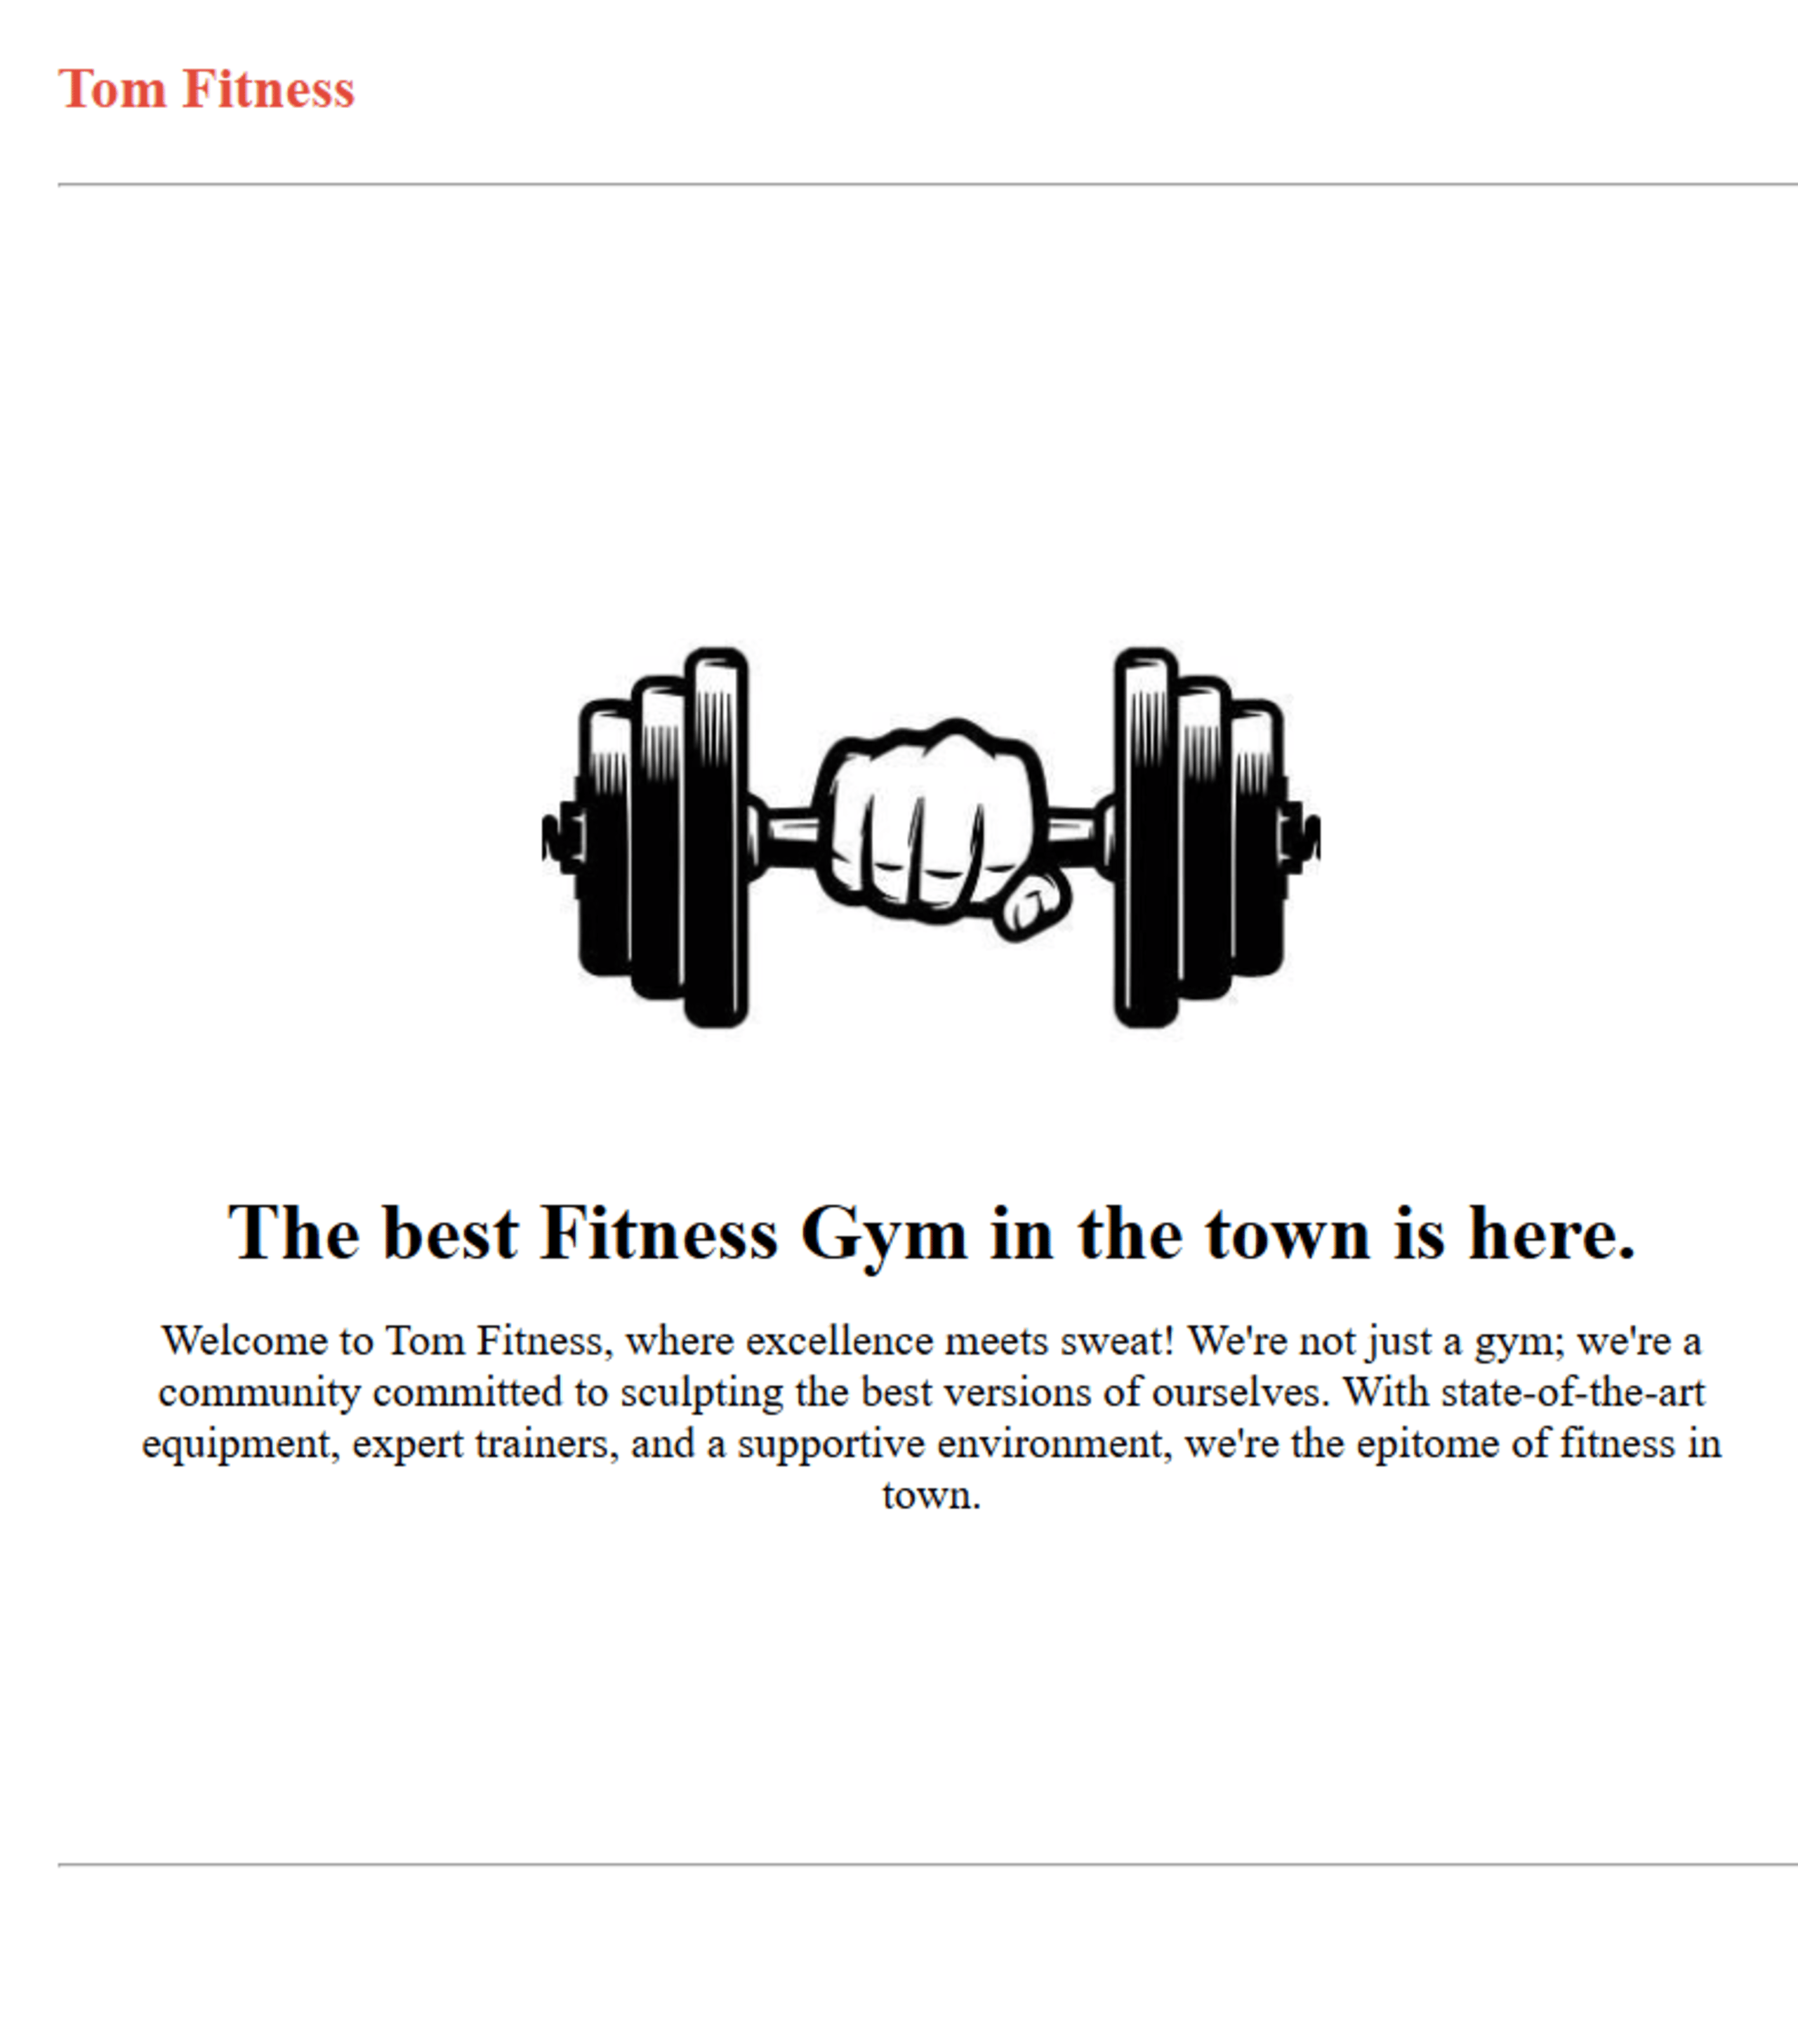 Tom Fitness
The best Fitness Gym in the town is here.
Welcome to Tom Fitness, where excellence meets sweat! We're not just a gym; we're a
community committed to sculpting the best versions of ourselves. With state-of-the-art
equipment, expert trainers, and a supportive environment, we're the epitome of fitness in
town.